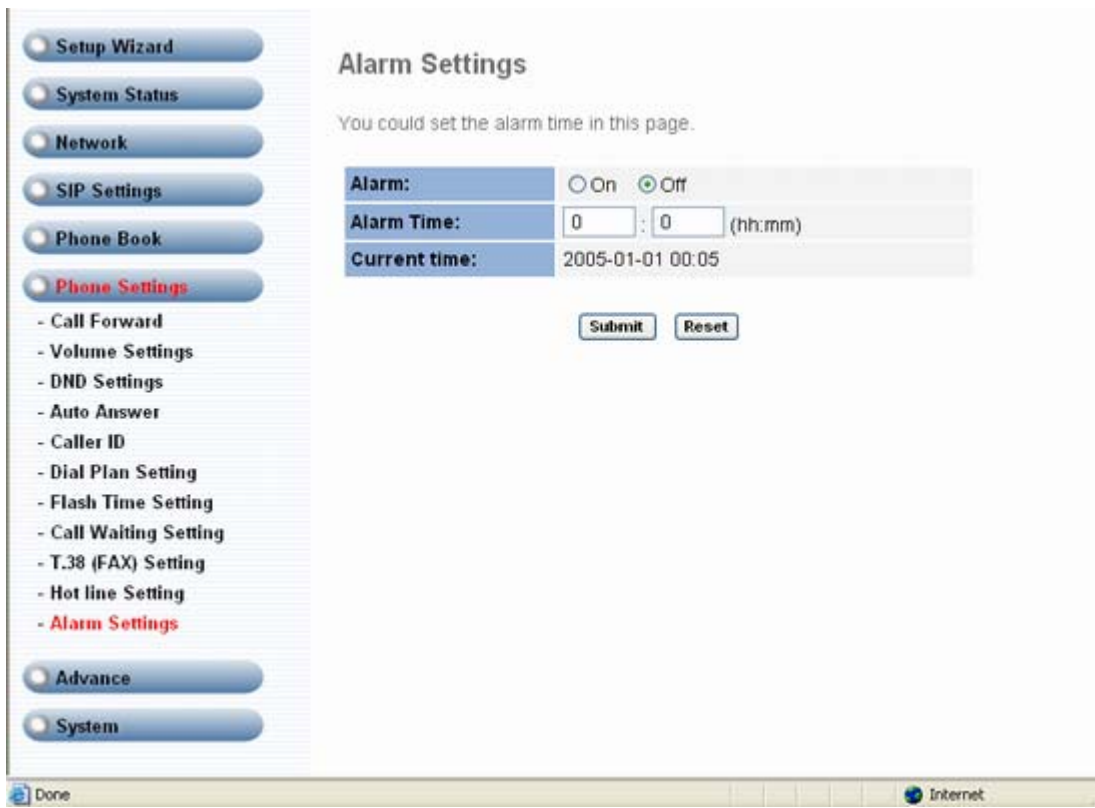 Setup Wizard
System Status
Network
SIP Settings
Phone Book
Phone Settings
- Call Forward
- Volume Settings
- DND Settings
- Auto Answer
- Caller ID
- Dial Plan Setting
- Flash Time Setting
- Call Waiting Setting
- T.38 (FAX) Setting
- Hot line Setting
- Alarm Settings
Advance
System
Alarm Settings
You could set the alarm time in this page.
Alarm: On Off
Alarm Time: 0 : 0 (hh:mm)
Current time: 2005-01-01 00:05
Submit Reset
Done Internet